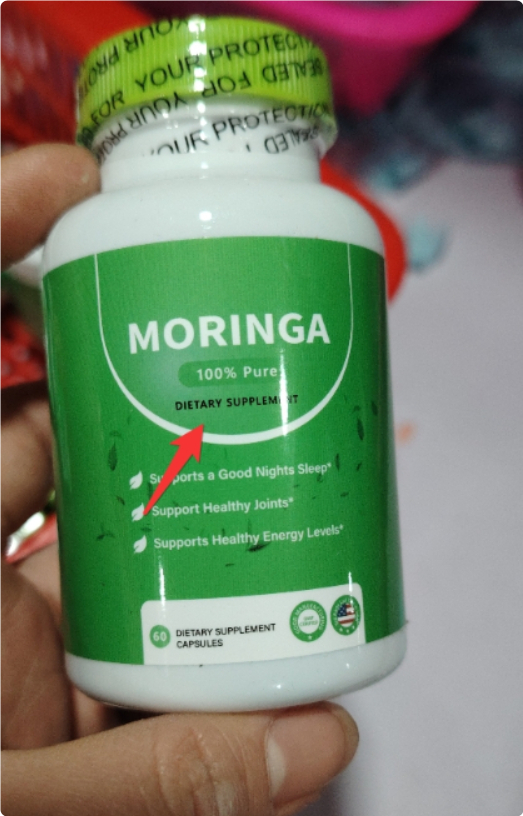 YOUR PROTECTION
SEALED FOR
YOUR PROTECTION
SEALED
MORINGA
100% Pure
DIETARY SUPPLEMENT
Supports a Good Nights Sleep*
Support Healthy Joints*
Supports Healthy Energy Levels*
60
DIETARY SUPPLEMENT
CAPSULES